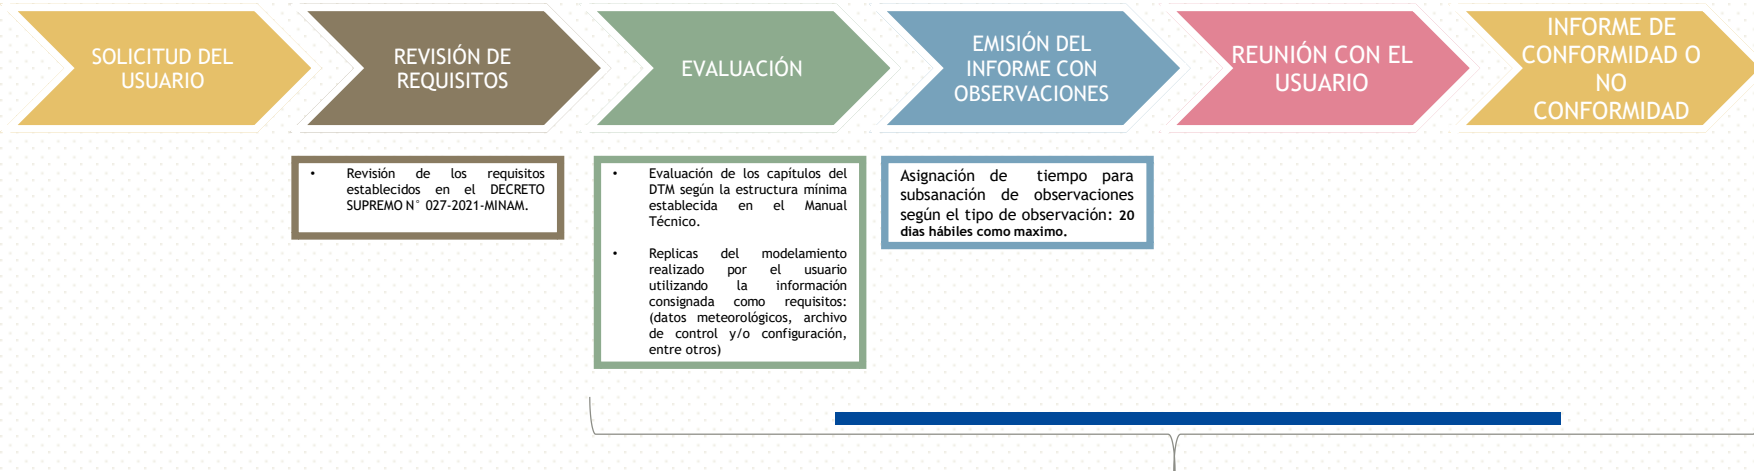 SOLICITUD DEL
USUARIO
REVISIÓN DE
REQUISITOS
EVALUACIÓN
EMISIÓN DEL
INFORME CON
OBSERVACIONES
REUNIÓN CON EL
USUARIO
INFORME DE
CONFORMIDAD O
NO
CONFORMIDAD
• Revisión de los requisitos
establecidos en el DECRETO
SUPREMO N° 027-2021-MINAM.
• Evaluación de los capítulos del
DTM según la estructura mínima
establecida en el Manual
Técnico.
• Replicas del modelamiento
realizado por el usuario
utilizando la información
consignada como requisitos:
(datos meteorológicos, archivo
de control y/o configuración,
entre otros)
Asignación de tiempo para
subsanación de observaciones
según el tipo de observación: 20
dias hábiles como maximo.